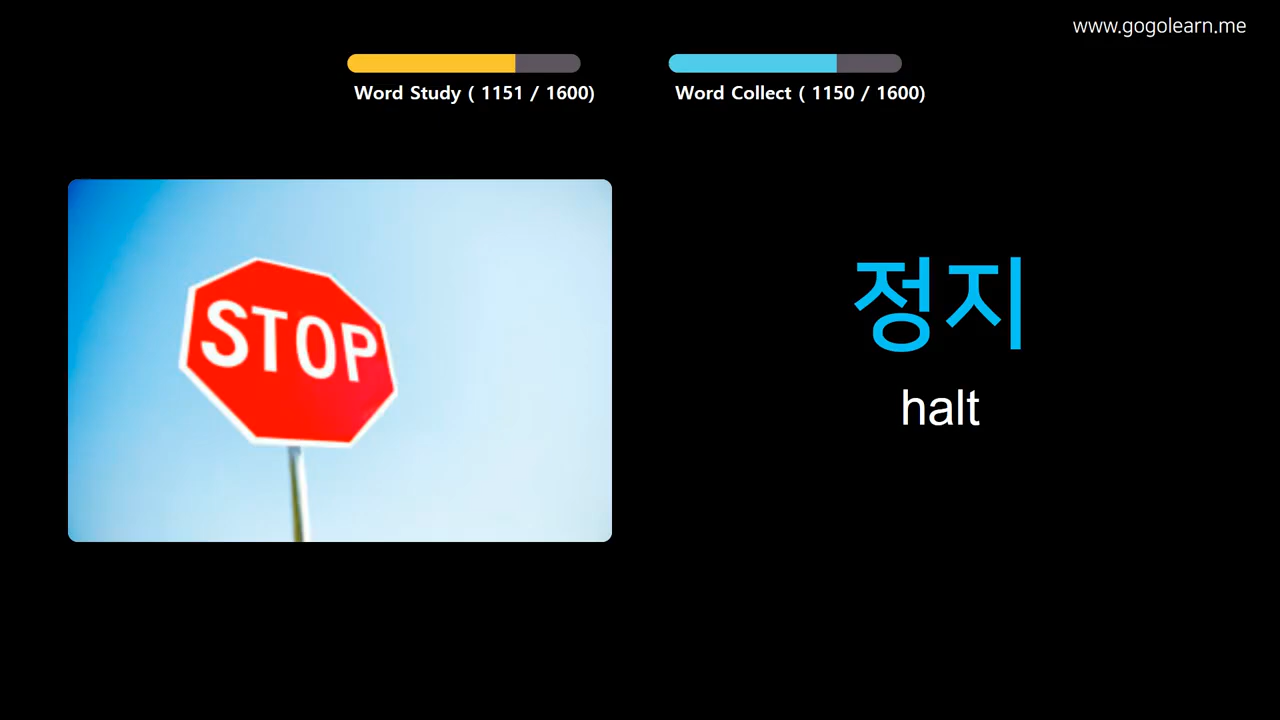 www.gogolearn.me
Word Study ( 1151 / 1600)
Word Collect ( 1150 / 1600)
STOP
정지
halt